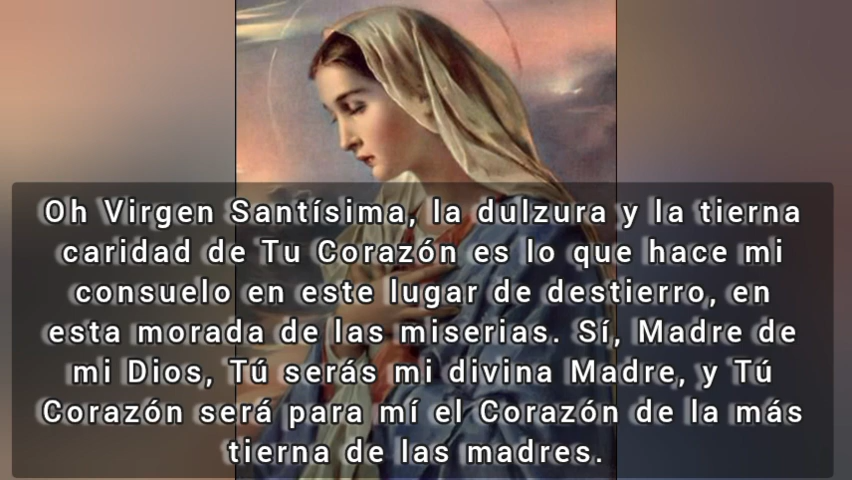 Oh Virgen Santísima, la dulzura y la tierna
caridad de Tu Corazón es lo que hace mi
consuelo en este lugar de destierro, en
esta morada de las miserias. Sí, Madre de
mi Dios, Tú serás mi divina Madre, y Tú
Corazón será para mí el Corazón de la más
tierna de las madres.